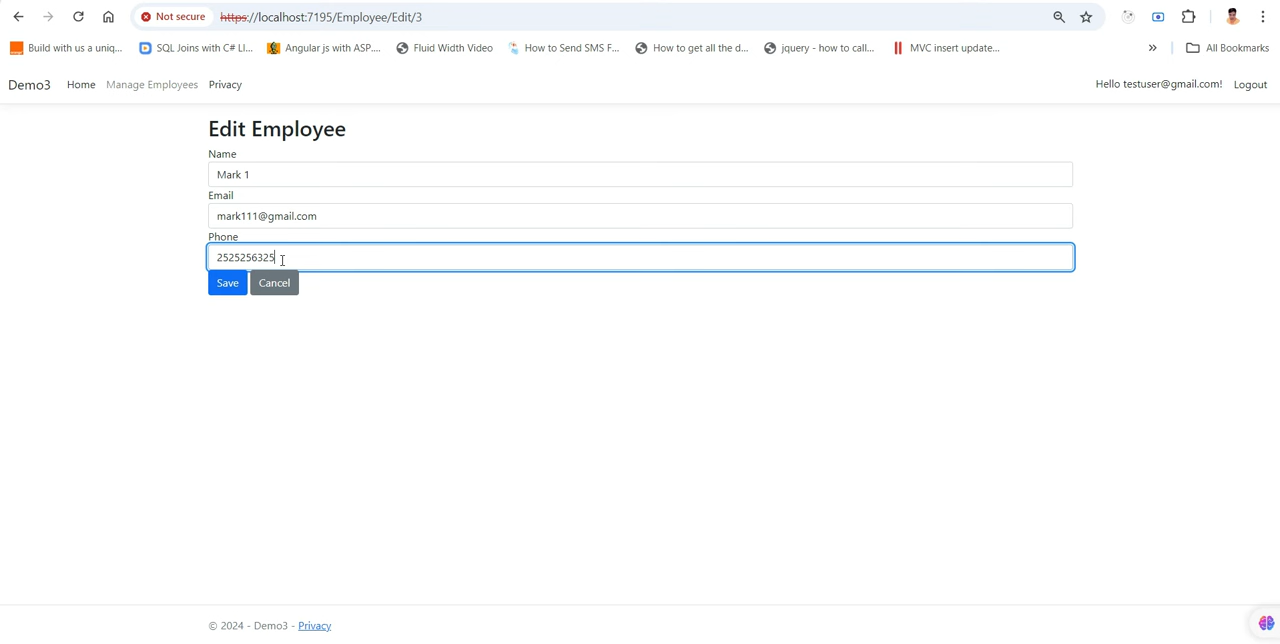 Not secure https://localhost:7195/Employee/Edit/3
Build with us a uniq... SQL Joins with C# LI... Angular js with ASP.... Fluid Width Video How to Send SMS F... How to get all the d... jquery - how to call... MVC insert update... » All Bookmarks
Demo3 Home Manage Employees Privacy Hello testuser@gmail.com! Logout
Edit Employee
Name
Mark 1
Email
mark111@gmail.com
Phone
2525256325
Save Cancel
© 2024 - Demo3 - Privacy